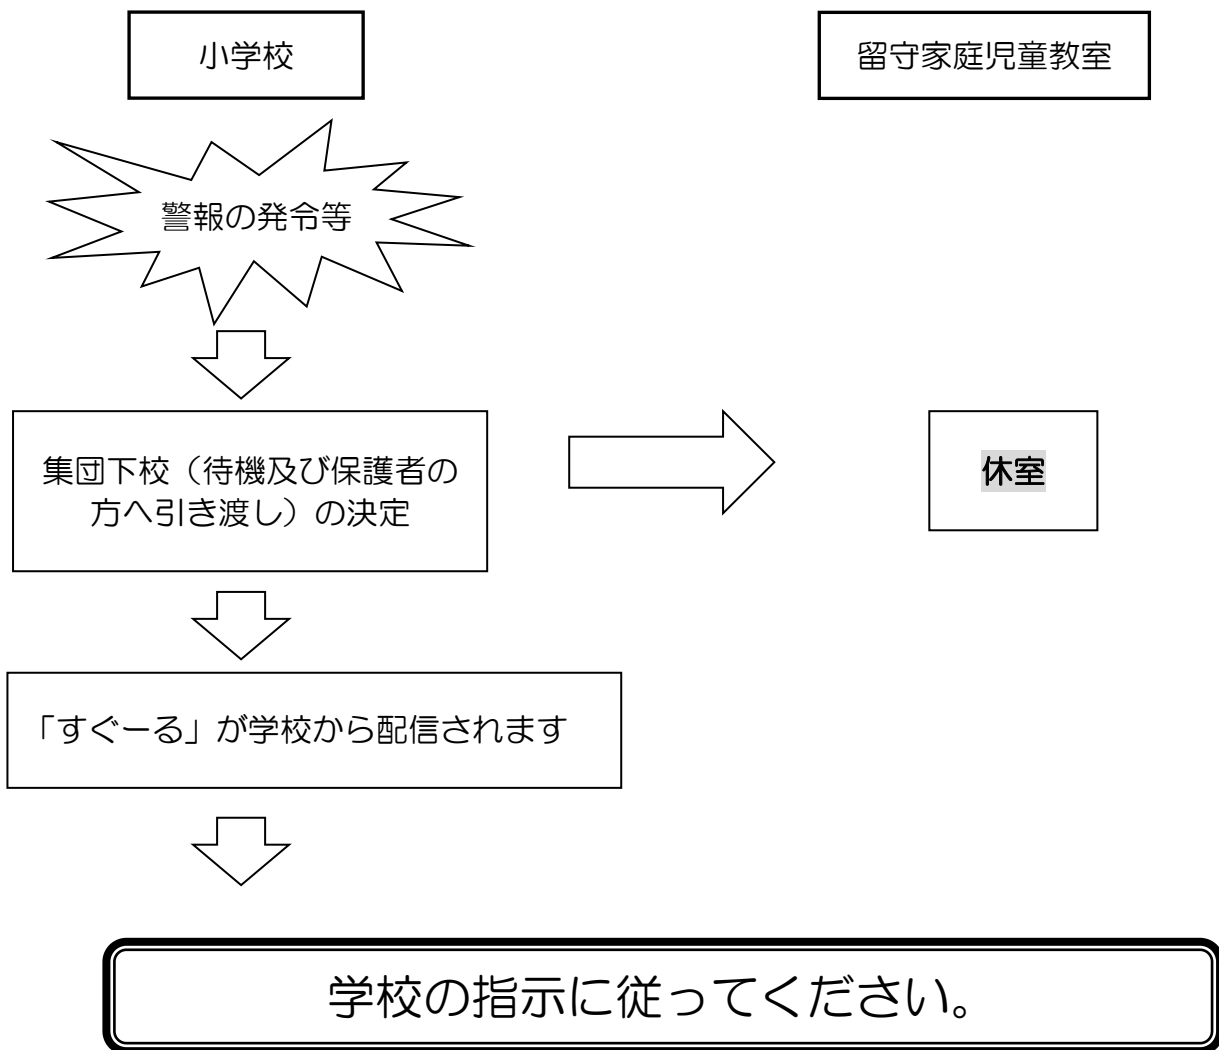 小学校
留守家庭児童教室
警報の発令等
集団下校（待機及び保護者の
方へ引き渡し）の決定
休室
「すぐーる」が学校から配信されます
学校の指示に従ってください。